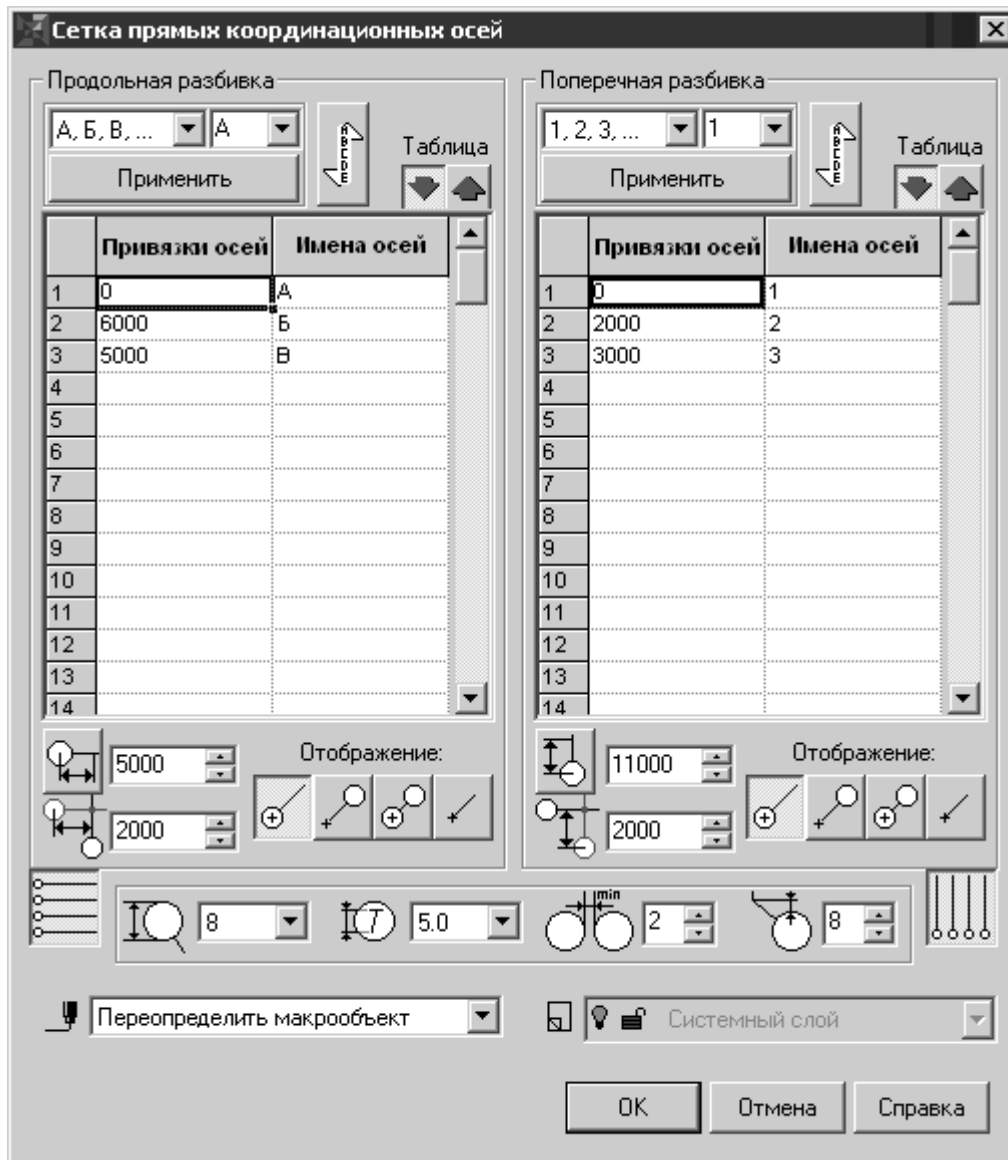 Сетка прямых координационных осей
Продольная разбивка
А, Б, В, ... А
Применить
ABCDE
Таблица
Привязки осей Имена осей
1 0 А
2 6000 Б
3 5000 В
4
5
6
7
8
9
10
11
12
13
14
5000
Отображение:
2000
Поперечная разбивка
1, 2, 3, ... 1
Применить
ABCDE
Таблица
Привязки осей Имена осей
1 0 1
2 2000 2
3 3000 3
4
5
6
7
8
9
10
11
12
13
14
11000
Отображение:
2000
8 T 5.0 min 2 8
Переопределить макрообъект Системный слой
OK Отмена Справка